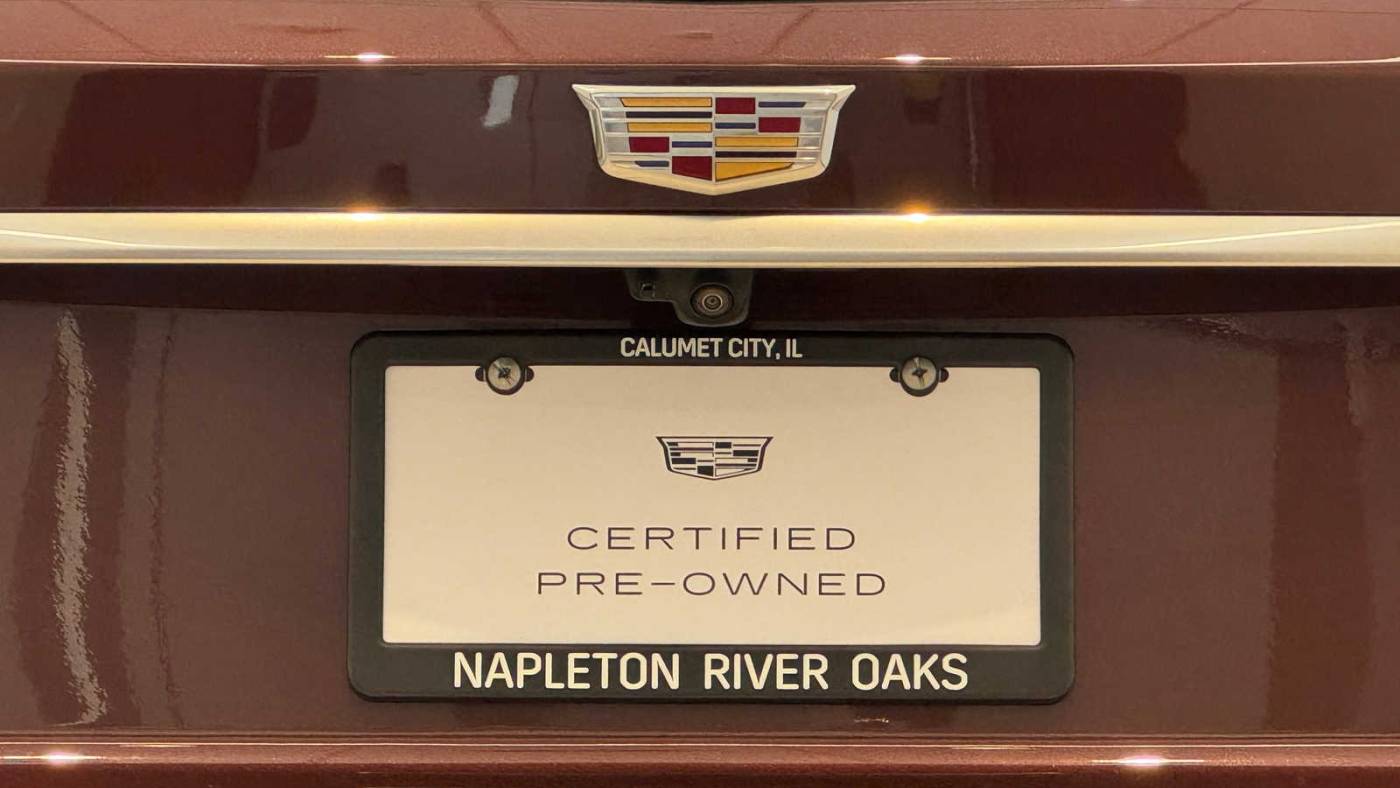 CALUMET CITY, IL
CERTIFIED
PRE-OWNED
NAPLETON RIVER OAKS